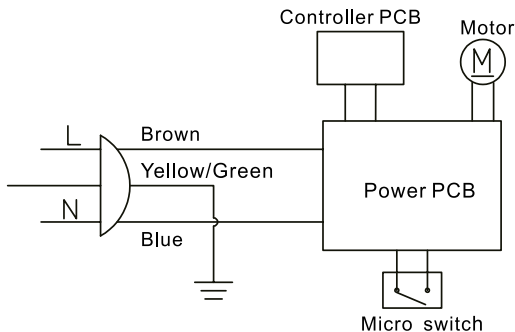 Controller PCB
Motor
M
L
Brown
Yellow/Green
Power PCB
N
Blue
Micro switch